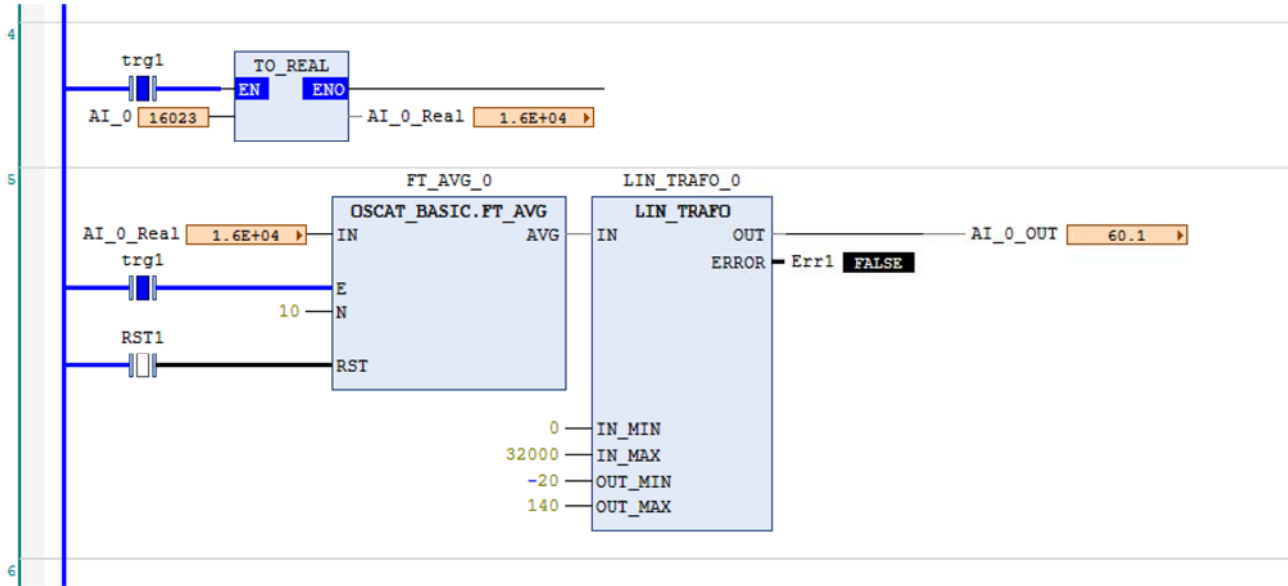 4
trg1
TO_REAL
EN ENO
AI_0 16023 AI_0_Real 1.6E+04
5
FT_AVG_0 LIN_TRAFO_0
OSCAT_BASIC.FT_AVG LIN_TRAFO
AI_0_Real 1.6E+04 IN AVG IN OUT AI_0_OUT 60.1
trg1 ERROR Err1 FALSE
E
10 N
RST1
RST
0 IN_MIN
32000 IN_MAX
-20 OUT_MIN
140 OUT_MAX
6